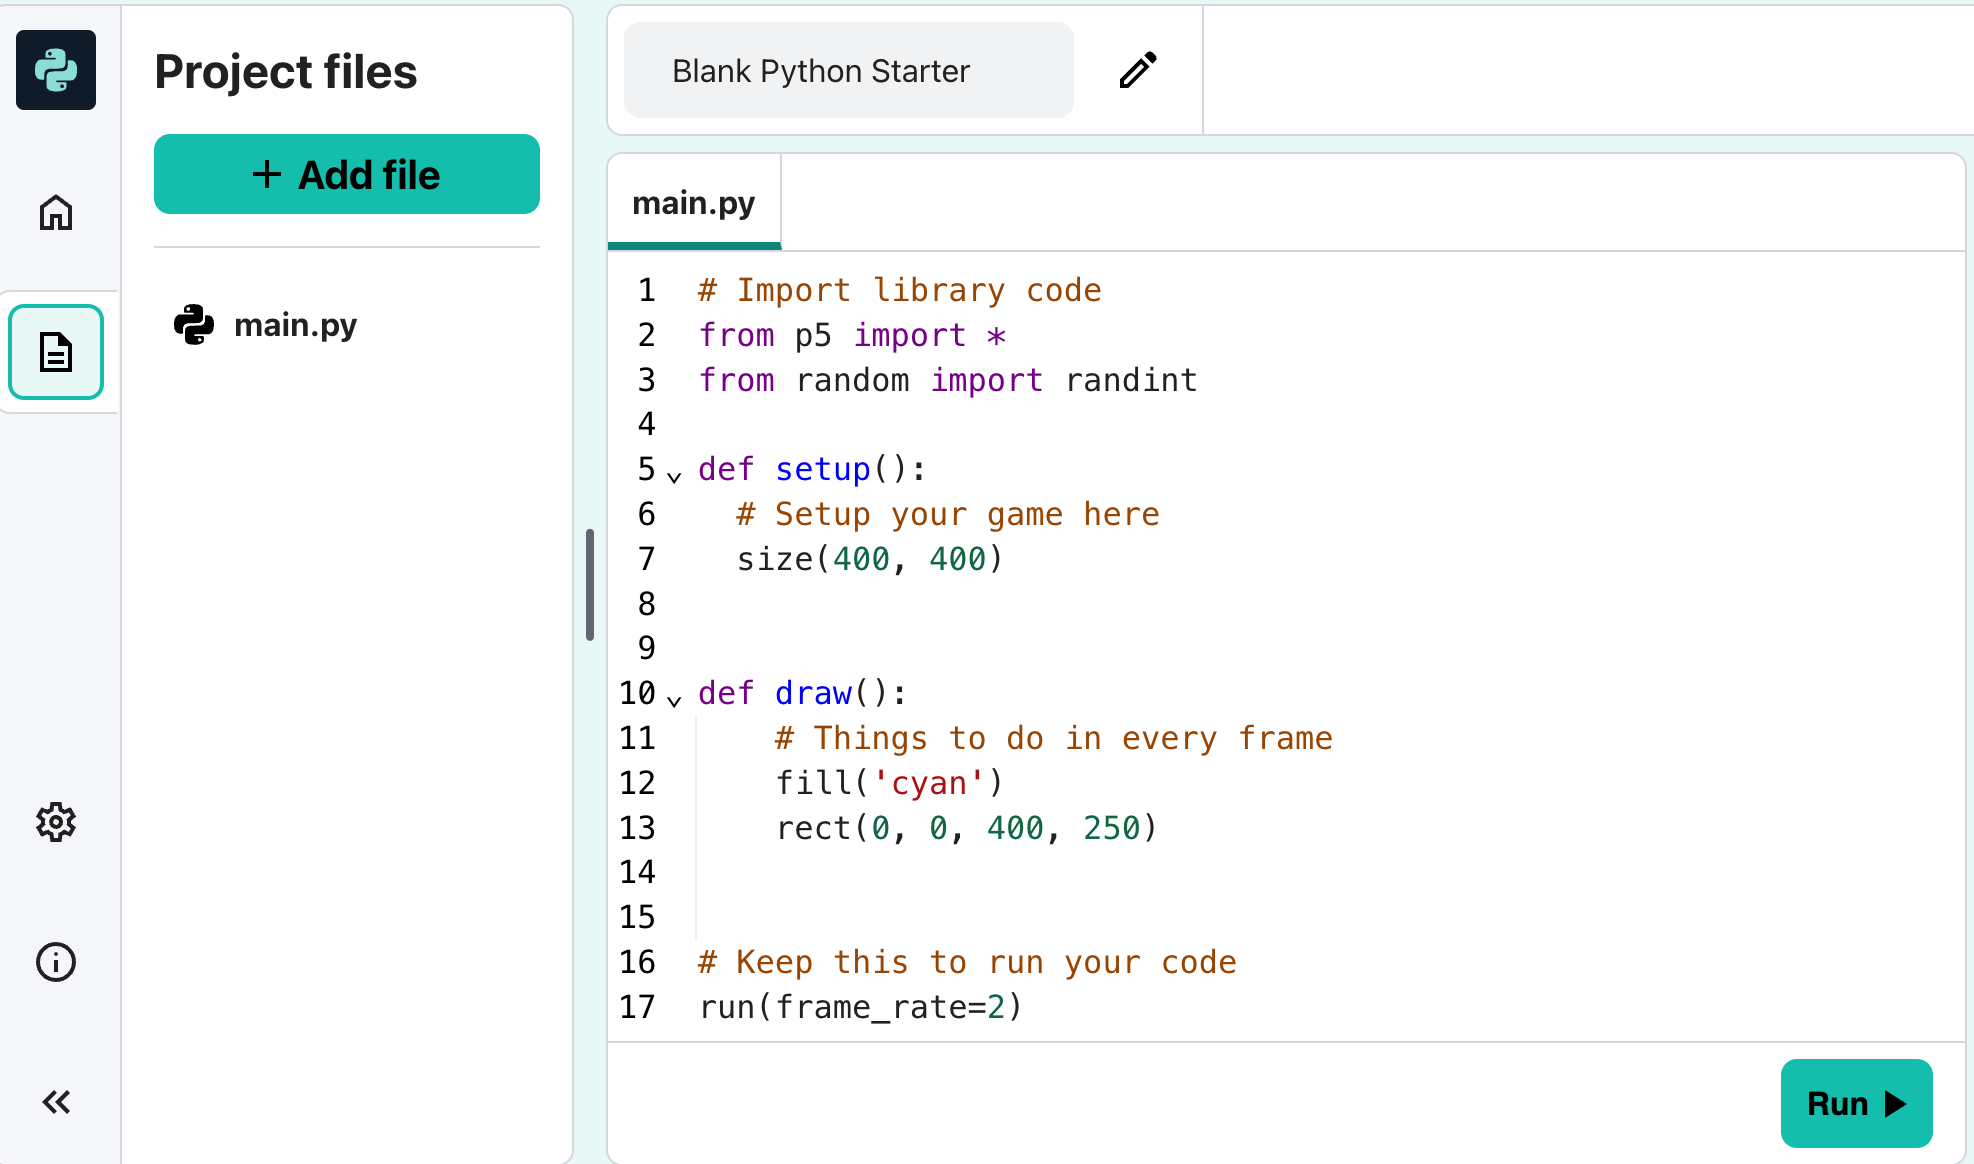 Project files
+ Add file
main.py
Blank Python Starter
main.py
1 # Import library code
2 from p5 import *
3 from random import randint
4
5 def setup():
6   # Setup your game here
7   size(400, 400)
8
9
10 def draw():
11     # Things to do in every frame
12     fill('cyan')
13     rect(0, 0, 400, 250)
14
15
16 # Keep this to run your code
17 run(frame_rate=2)
Run